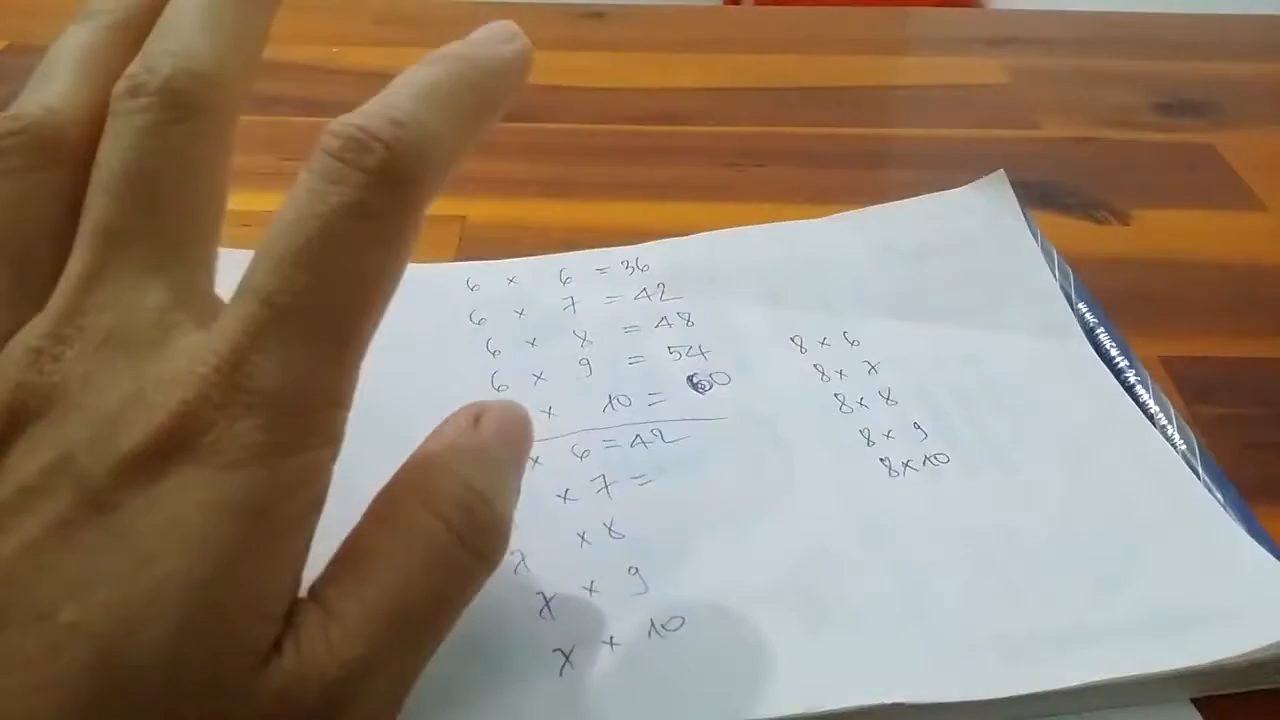 6 × 6 = 36
6 × 7 = 42
6 × 8 = 48
6 × 9 = 54
× 10 = 60
× 6 = 42
× 7 =
7 × 8
7 × 9
7 × 10
8 × 6
8 × 7
8 × 8
8 × 9
8 × 10